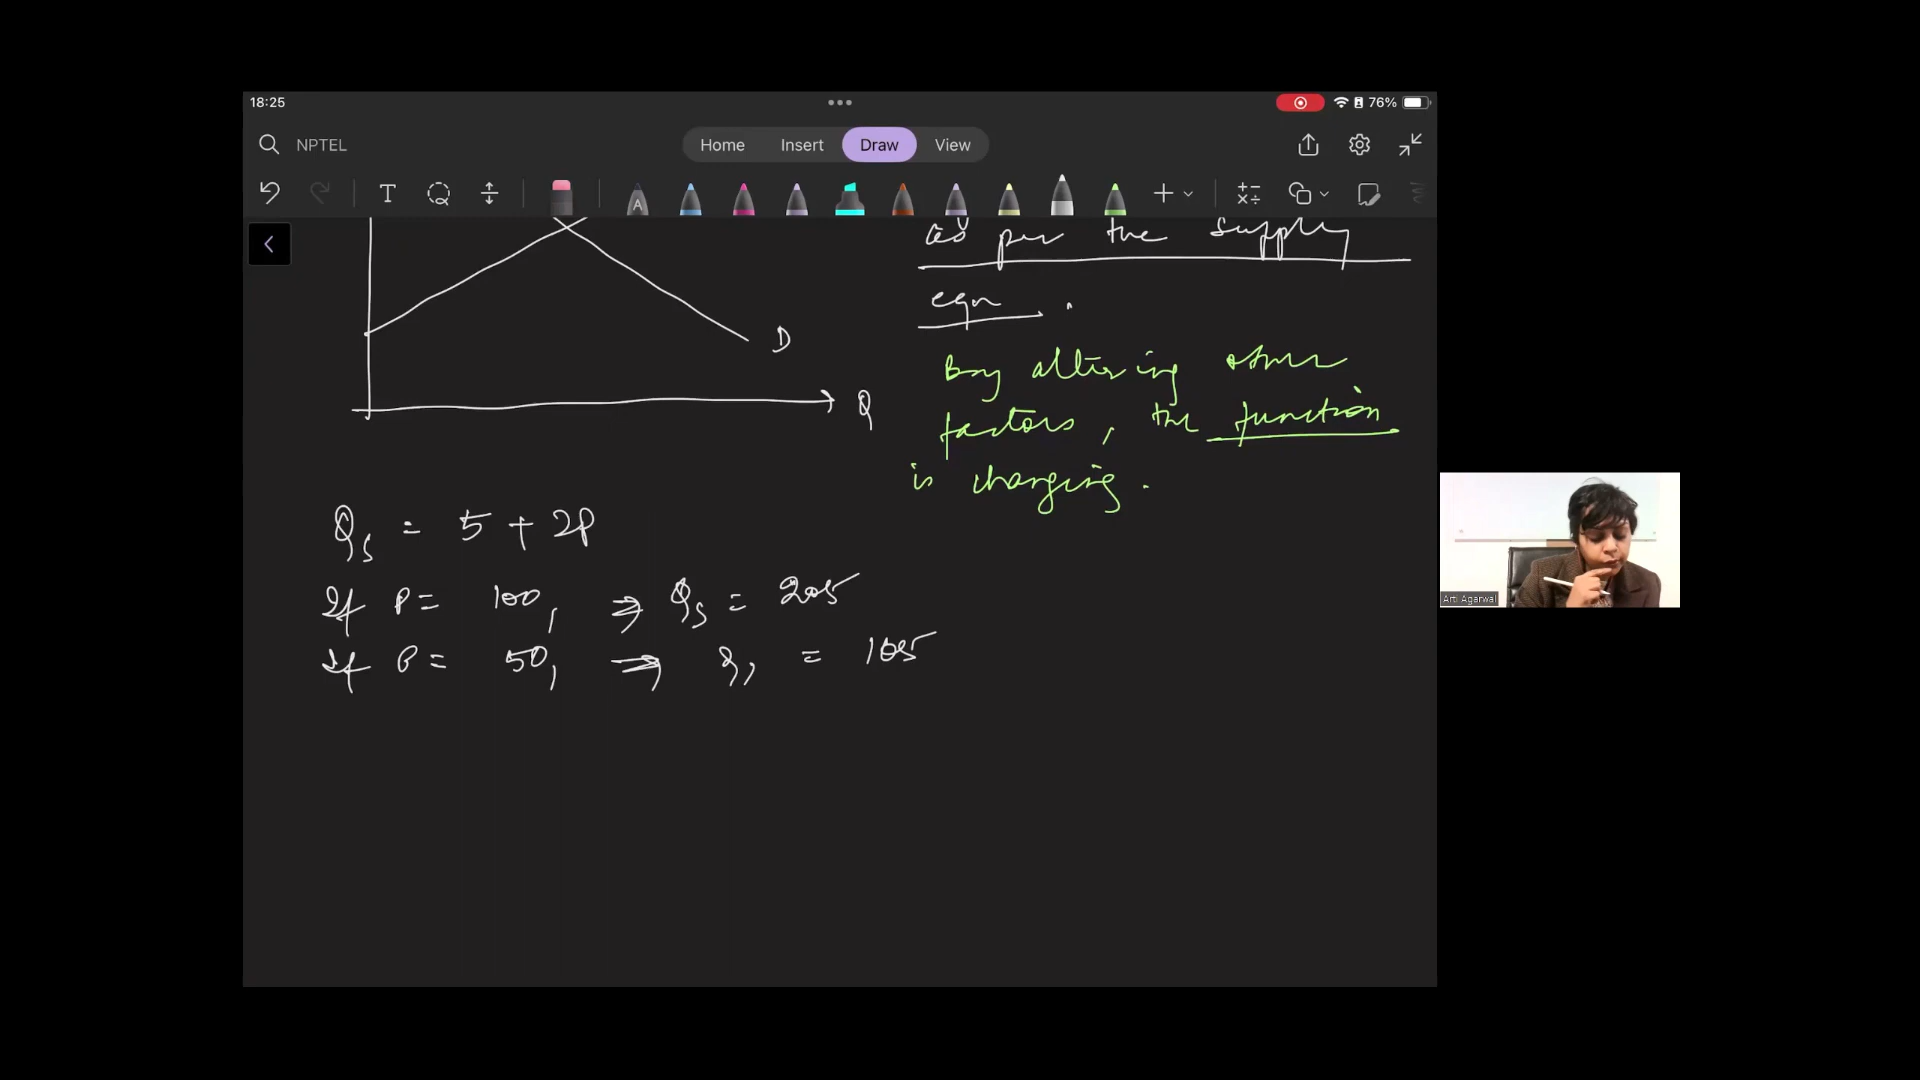 18:25
76%
NPTEL
Home Insert Draw View
T
A
as per the supply
eqn .
D
Q
By altering other
factors, the function
is changing.
Qs = 5 + 2P
If P = 100, ⇒ Qs = 205
If P = 50, ⇒ Qs = 105
Arti Agarwal